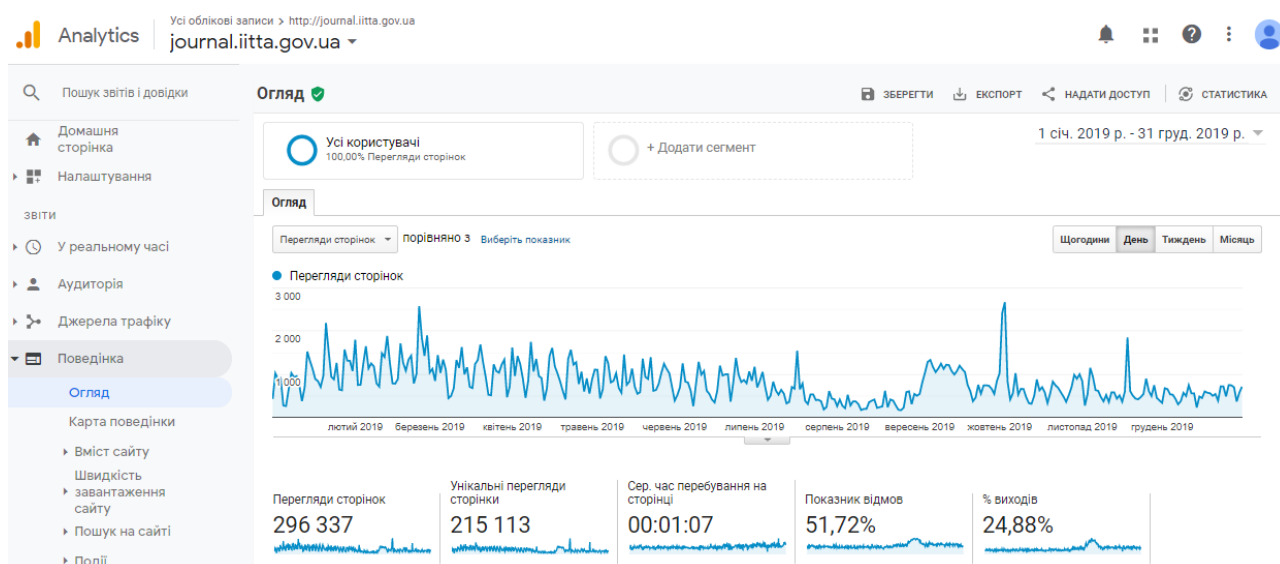 Analytics
Усі облікові записи > http://journal.iitta.gov.ua
journal.iitta.gov.ua
Пошук звітів і довідки
Домашня
сторінка
Налаштування
ЗВІТИ
У реальному часі
Аудиторія
Джерела трафіку
Поведінка
Огляд
Карта поведінки
Вміст сайту
Швидкість
завантаження
сайту
Пошук на сайті
Події
Огляд
ЗБЕРЕГТИ ЕКСПОРТ НАДАТИ ДОСТУП СТАТИСТИКА
Усі користувачі
100,00% Перегляди сторінок
+ Додати сегмент
1 січ. 2019 р. - 31 груд. 2019 р.
Огляд
Перегляди сторінок порівняно з Виберіть показник
Щогодини День Тиждень Місяць
Перегляди сторінок
3 000
2 000
1 000
лютий 2019 березень 2019 квітень 2019 травень 2019 червень 2019 липень 2019 серпень 2019 вересень 2019 жовтень 2019 листопад 2019 грудень 2019
Перегляди сторінок
296 337
Унікальні перегляди
сторінки
215 113
Сер. час перебування на
сторінці
00:01:07
Показник відмов
51,72%
% виходів
24,88%